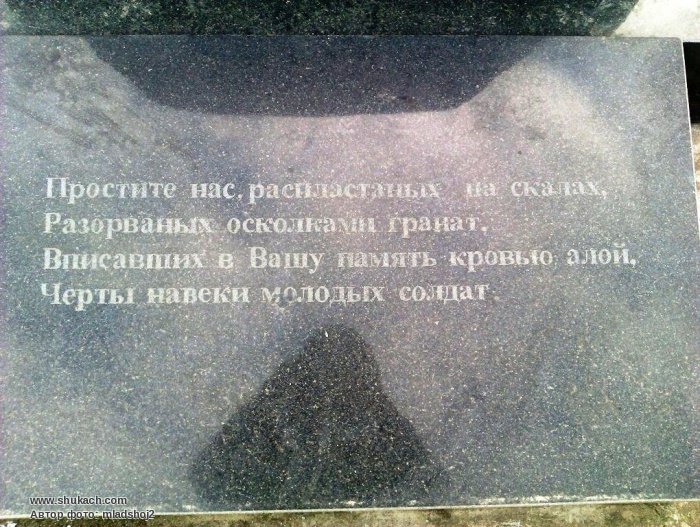 Простите нас, распластаных на скалах,
Разорваных осколками гранат.
Вписавших в Вашу память кровью алой,
Черты навеки молодых солдат.
www.shukach.com
Автор фото: mladshoj2